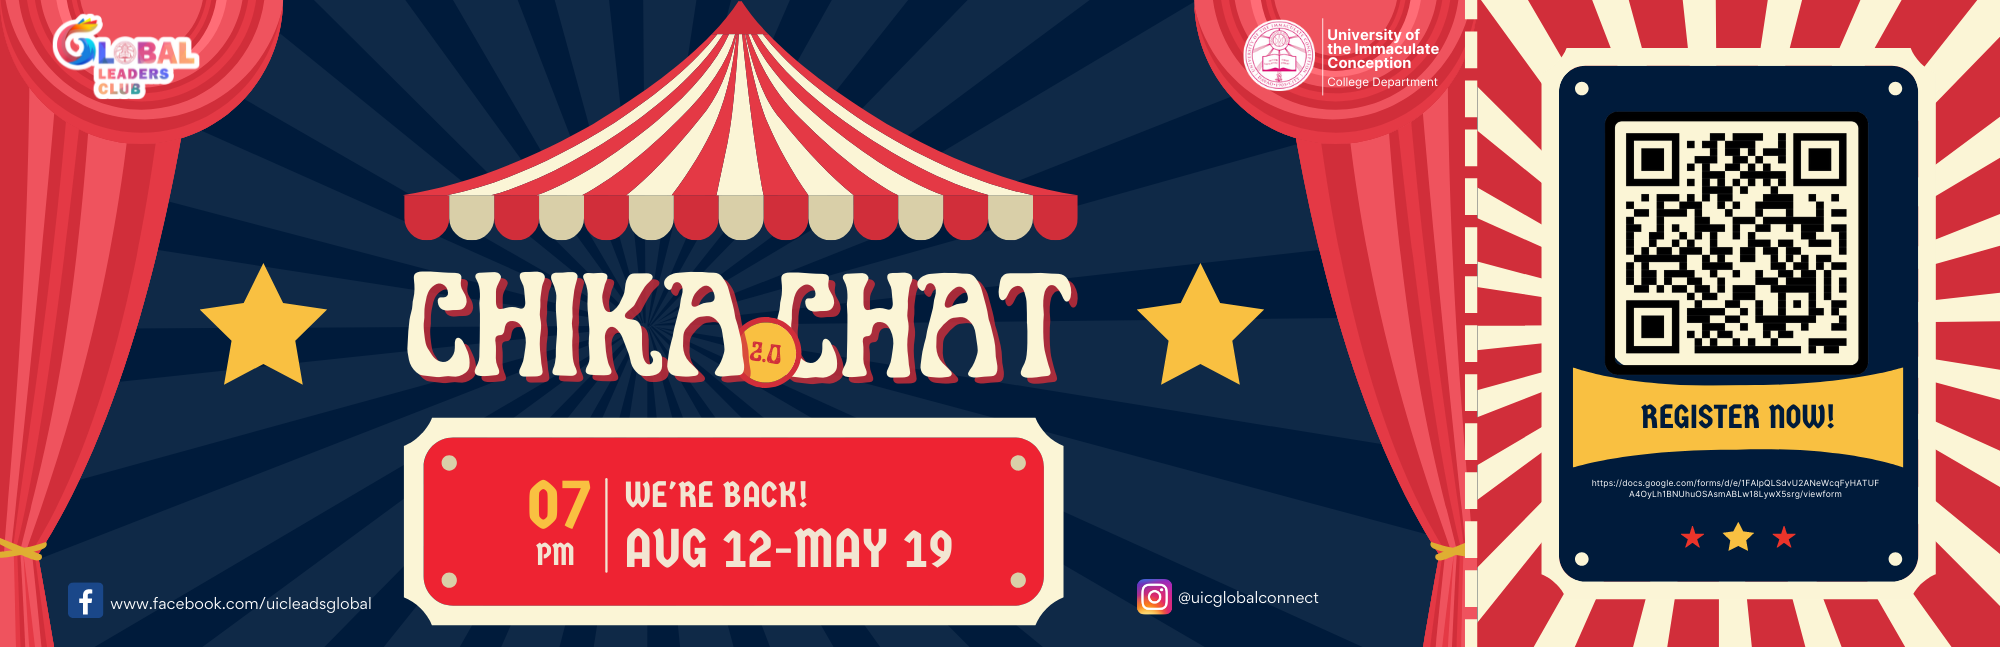 GLOBAL
LEADERS
CLUB
University of
the Immaculate
Conception
College Department
CHIKA CHAT
2.0
07
PM
WE'RE BACK!
AUG 12-MAY 19
www.facebook.com/uicleadsglobal
@uicglobalconnect
REGISTER NOW!
https://docs.google.com/forms/d/e/1FAIpQLSdvU2ANeWcqFyHATUF
A4OyLh1BNUhuOSAsmABLw18LywX5srg/viewform